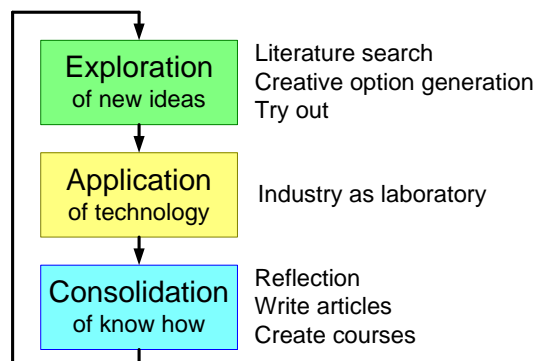 Exploration
of new ideas
Literature search
Creative option generation
Try out
Application
of technology
Industry as laboratory
Consolidation
of know how
Reflection
Write articles
Create courses